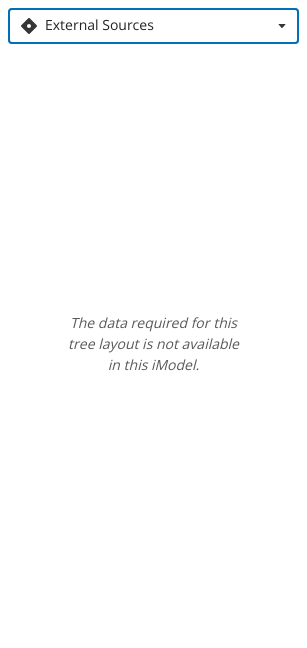 External Sources
The data required for this
tree layout is not available
in this iModel.